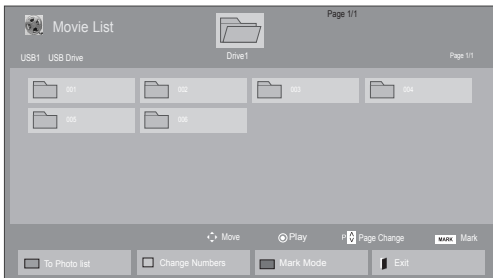 Page 1/1
Movie List
USB1 USB Drive
Drive1
Page 1/1
001 002 003 004
005 006
Move Play P Page Change MARK Mark
To Photo list Change Numbers Mark Mode Exit